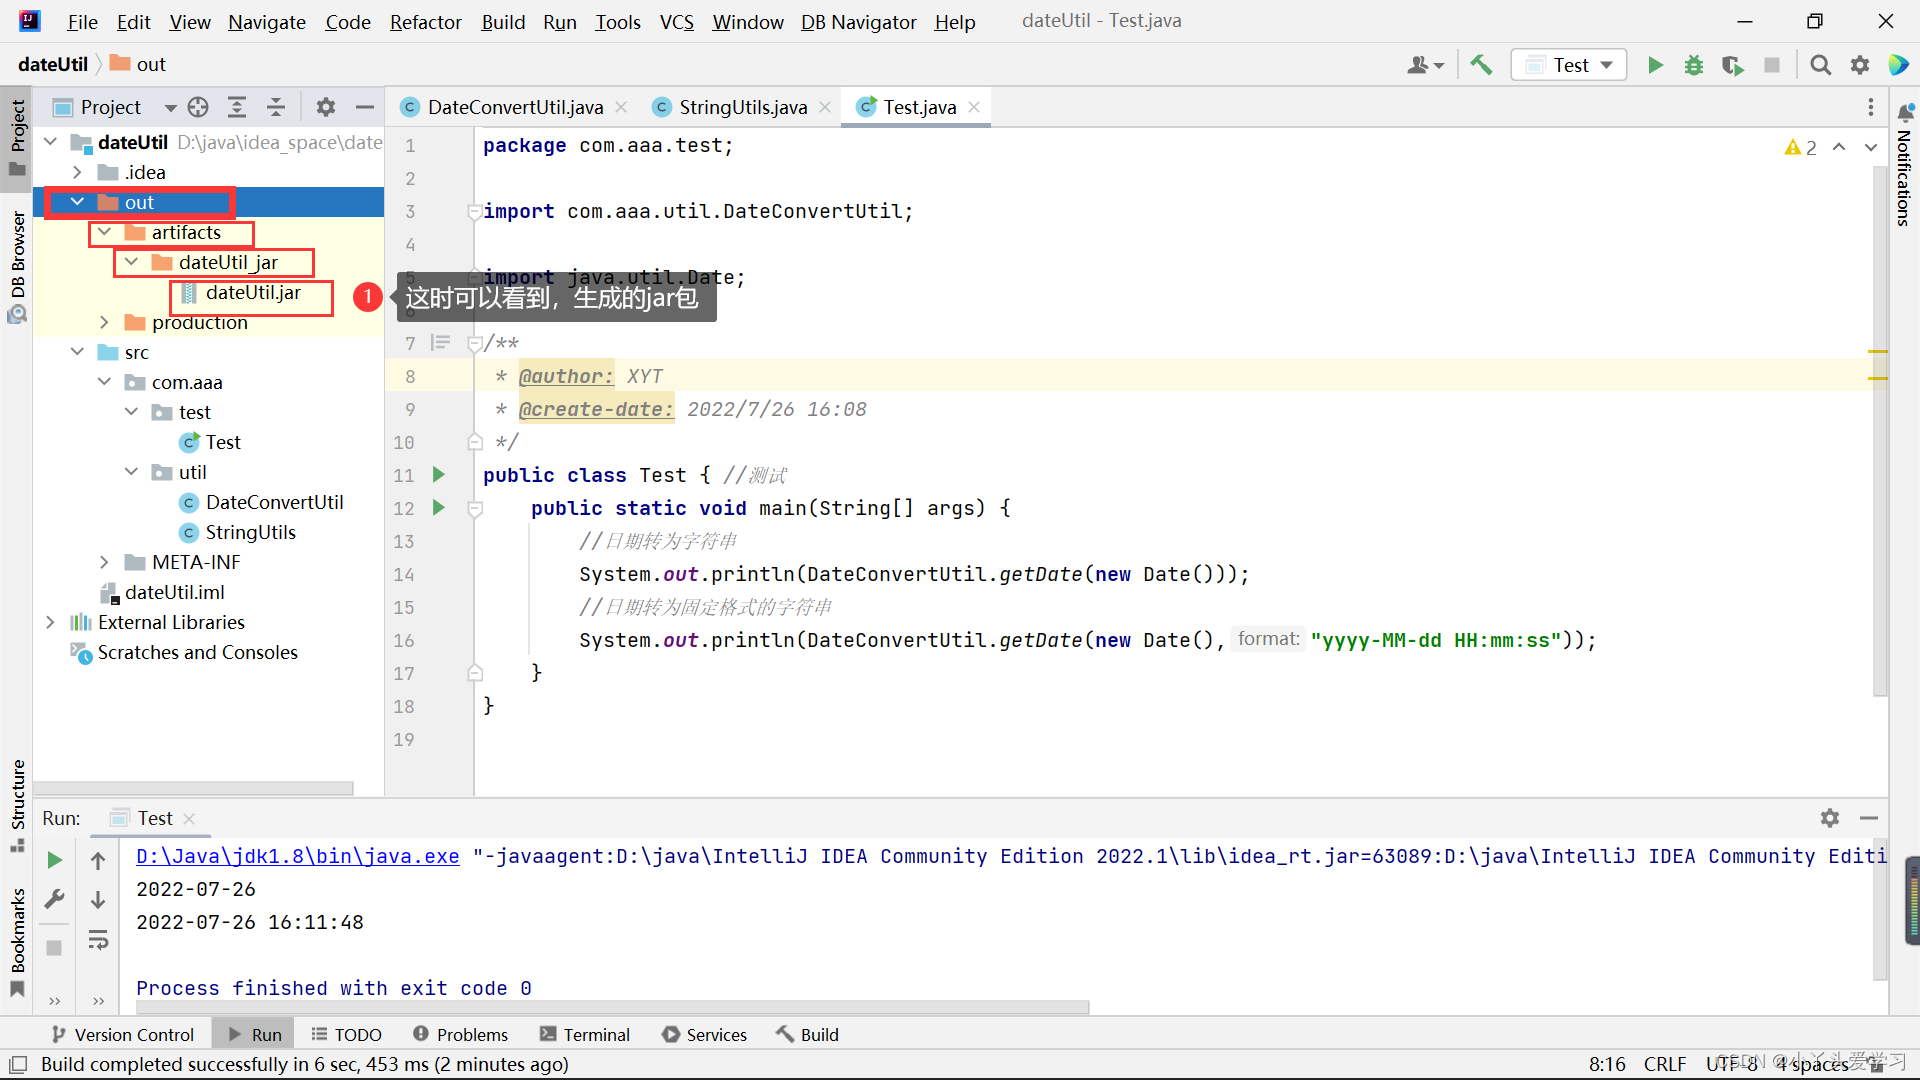 File Edit View Navigate Code Refactor Build Run Tools VCS Window DB Navigator Help dateUtil - Test.java
dateUtil out
Test
Project
DateConvertUtil.java StringUtils.java Test.java
Project
DB Browser
Structure
Bookmarks
Notifications
dateUtil D:\java\idea_space\date
.idea
out
artifacts
dateUtil_jar
dateUtil.jar
production
src
com.aaa
test
Test
util
DateConvertUtil
StringUtils
META-INF
dateUtil.iml
External Libraries
Scratches and Consoles
1 这时可以看到，生成的jar包
2
1 package com.aaa.test;
2
3 import com.aaa.util.DateConvertUtil;
4
5 import java.util.Date;
6
7 /**
8 * @author: XYT
9 * @create-date: 2022/7/26 16:08
10 */
11 public class Test { //测试
12 public static void main(String[] args) {
13 //日期转为字符串
14 System.out.println(DateConvertUtil.getDate(new Date()));
15 //日期转为固定格式的字符串
16 System.out.println(DateConvertUtil.getDate(new Date(), format: "yyyy-MM-dd HH:mm:ss"));
17 }
18 }
19
Run: Test
D:\Java\jdk1.8\bin\java.exe "-javaagent:D:\java\IntelliJ IDEA Community Edition 2022.1\lib\idea_rt.jar=63089:D:\java\IntelliJ IDEA Community Editi
2022-07-26
2022-07-26 16:11:48
Process finished with exit code 0
Version Control Run TODO Problems Terminal Services Build
Build completed successfully in 6 sec, 453 ms (2 minutes ago)
8:16 CRLF UTF-8 4 spaces
CSDN @小丫头爱学习